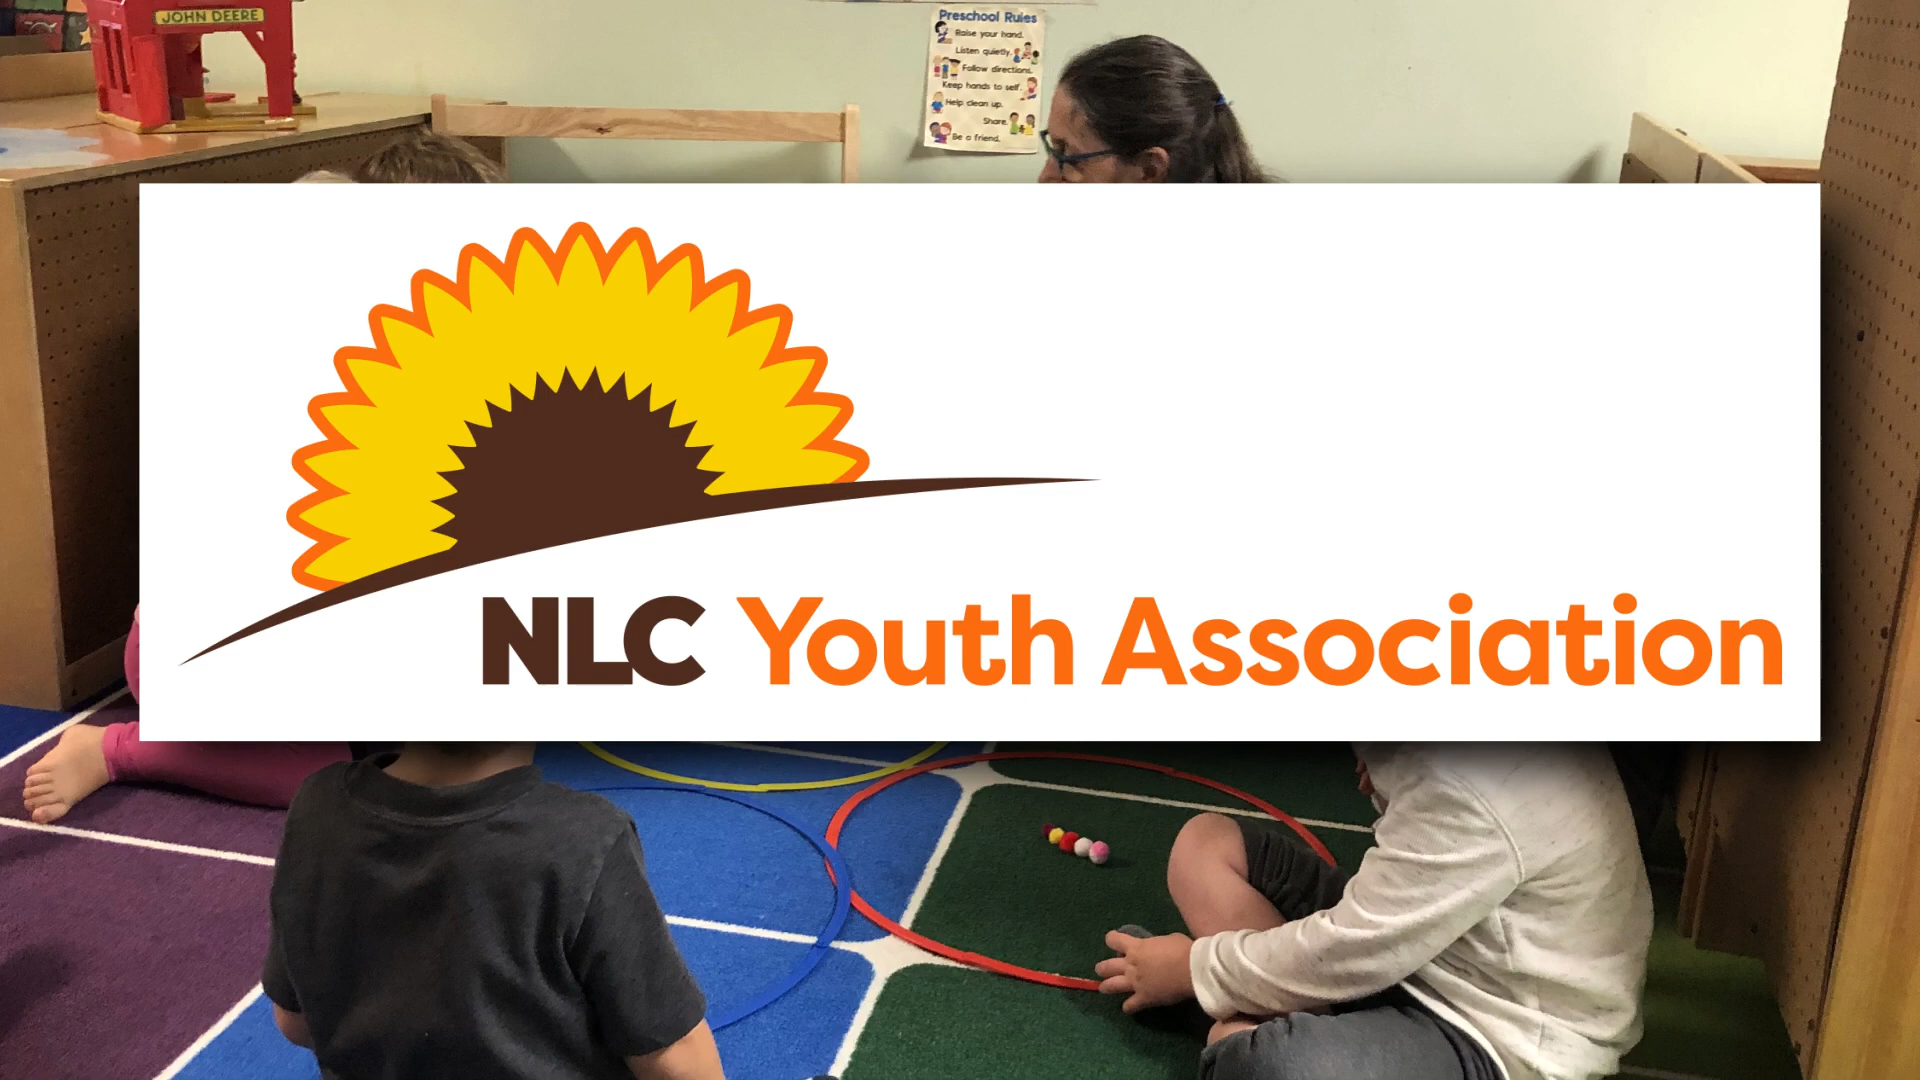 JOHN DEERE
Preschool Rules
Raise your hand.
Listen quietly.
Follow directions.
Keep hands to self.
Help clean up.
Share.
Be a friend.
NLC Youth Association